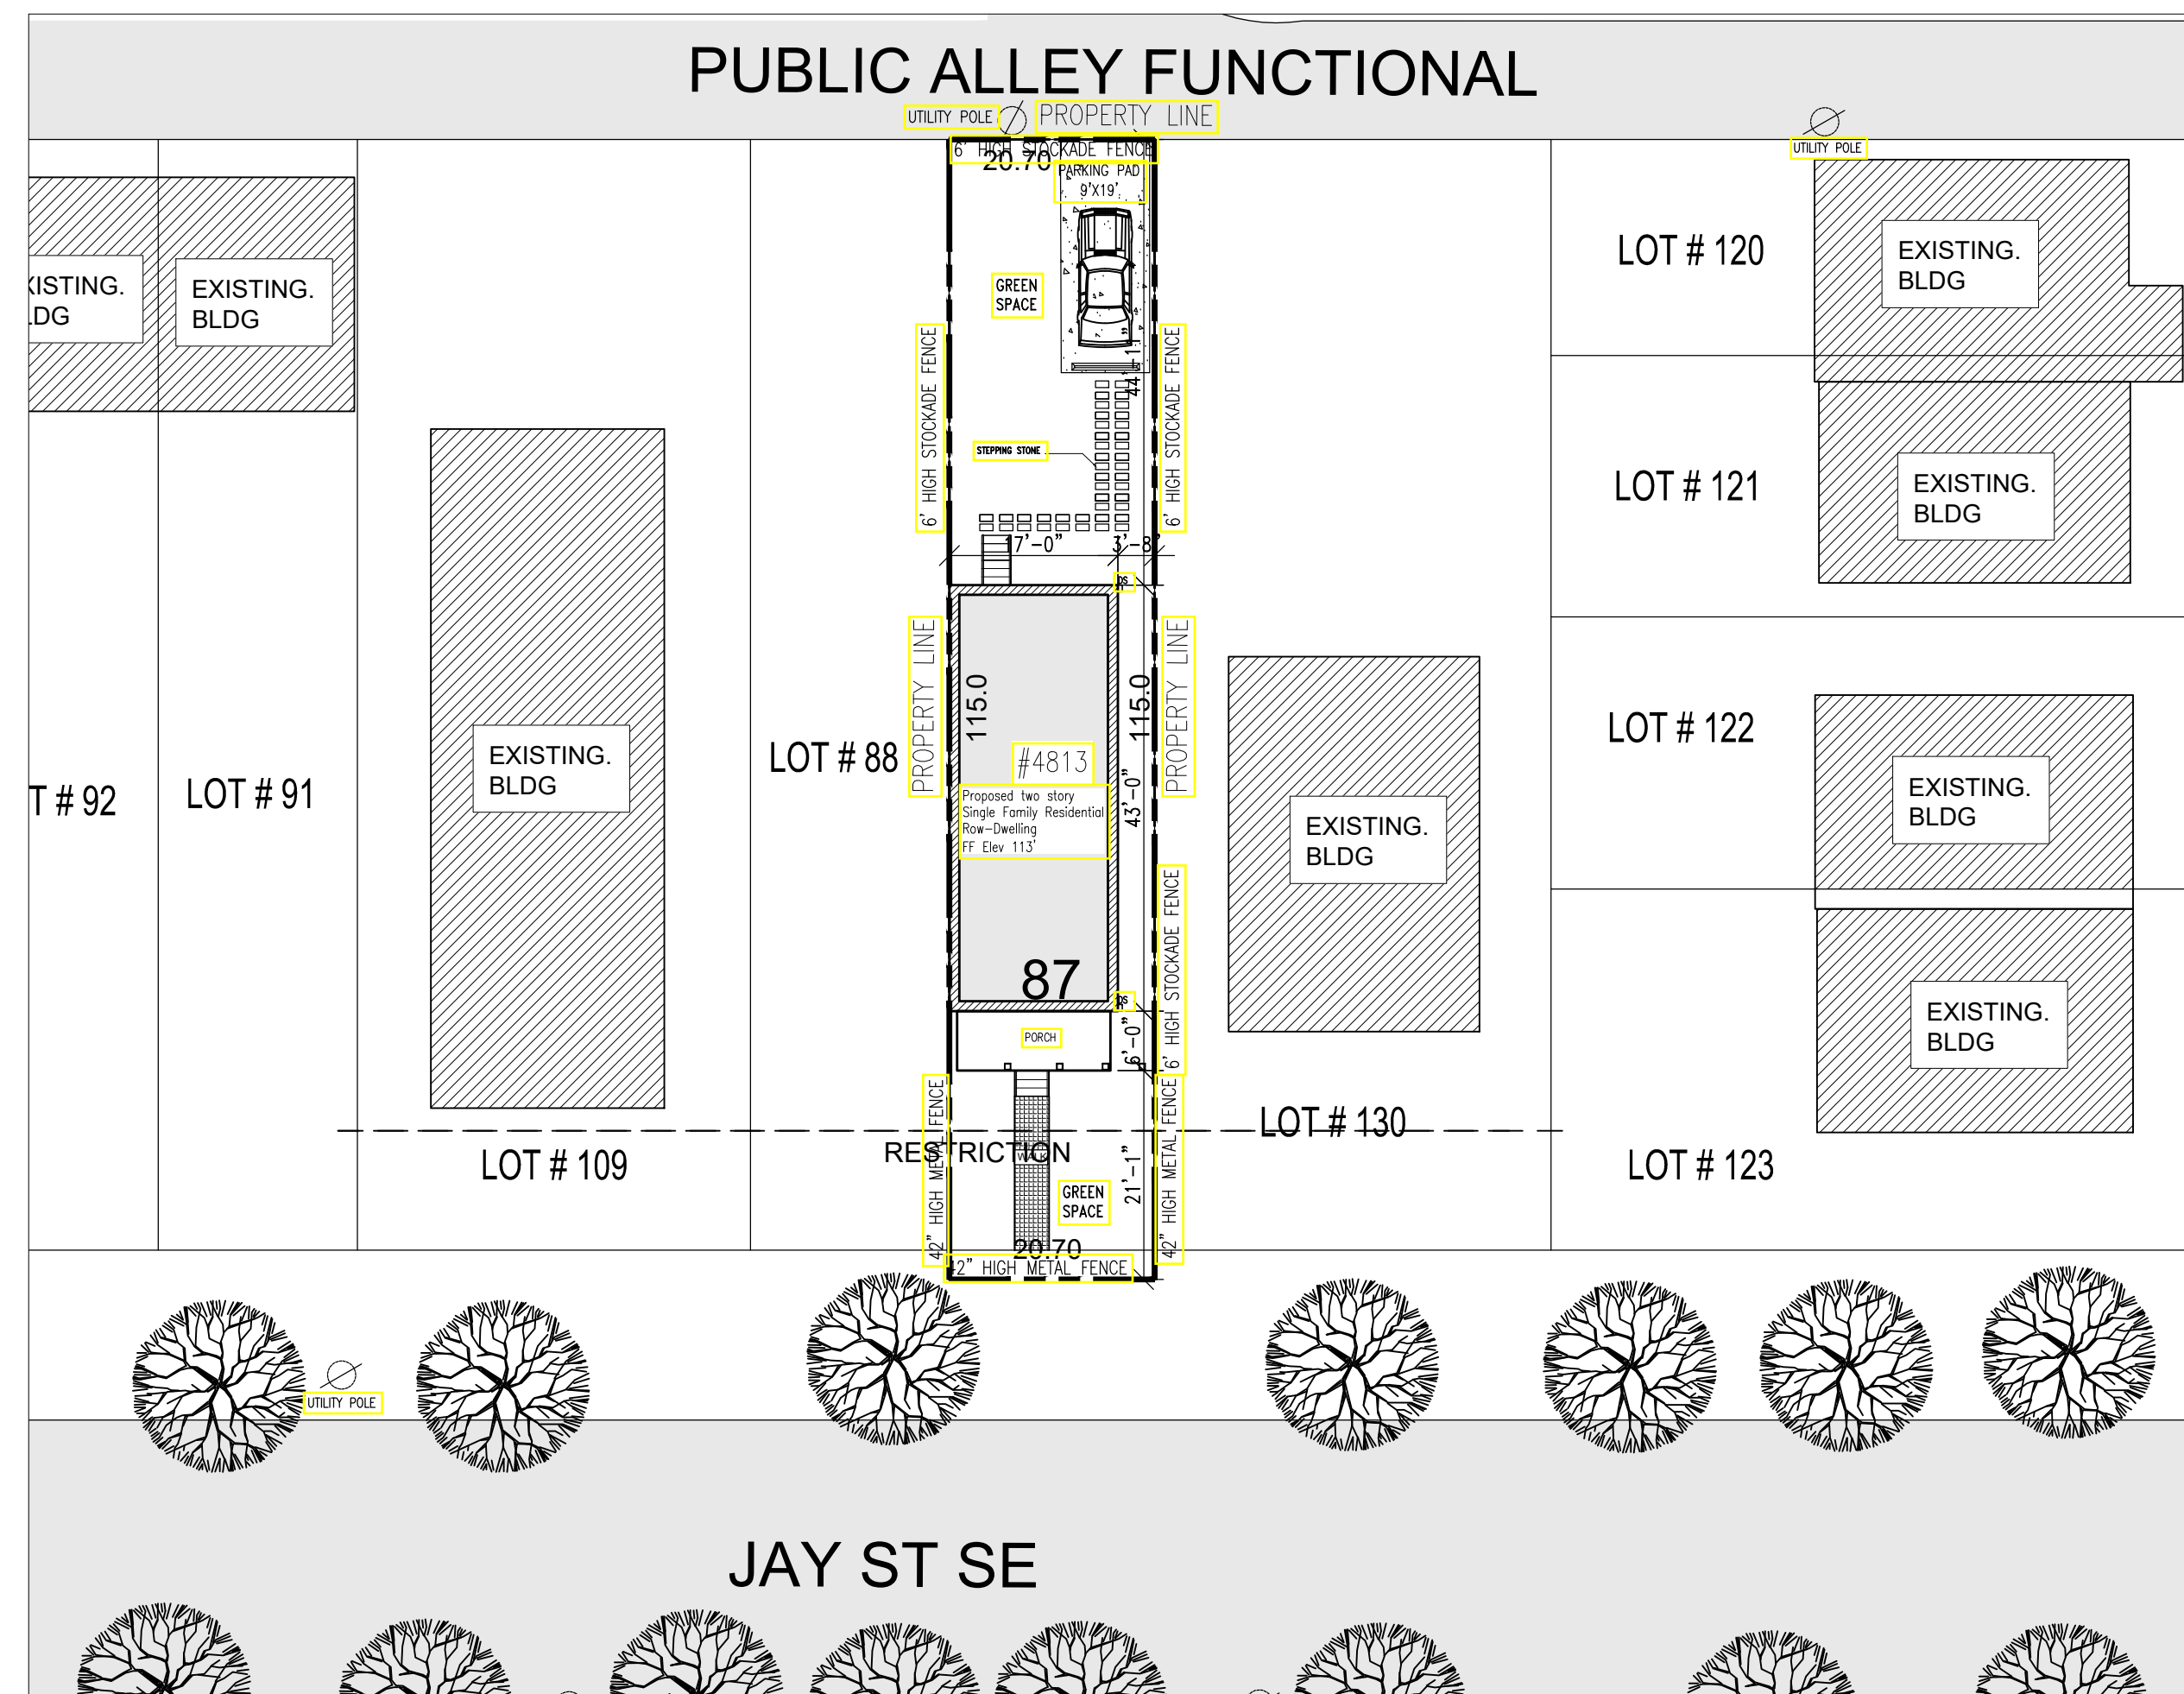 PUBLIC ALLEY FUNCTIONAL
UTILITY POLE
PROPERTY LINE
UTILITY POLE
6' HIGH STOCKADE FENCE
20.70
PARKING PAD
9'X19'
GREEN
SPACE
EXISTING.
BLDG
XISTING.
LDG
LOT # 120
EXISTING.
BLDG
6' HIGH STOCKADE FENCE
44'-11"
6' HIGH STOCKADE FENCE
STEPPING STONE
LOT # 121
EXISTING.
BLDG
17'-0"
3'-8"
DS
PROPERTY LINE
115.0
115.0
PROPERTY LINE
LOT # 88
#4813
Proposed two story
Single Family Residential
Row-Dwelling
FF Elev 113'
43'-0"
EXISTING.
BLDG
T # 92
LOT # 91
EXISTING.
BLDG
LOT # 122
EXISTING.
BLDG
87
DS
6' HIGH STOCKADE FENCE
PORCH
6'-0"
EXISTING.
BLDG
42" HIGH METAL FENCE
42" HIGH METAL FENCE
LOT # 130
RESTRICTION
WALK
LOT # 109
LOT # 123
21'-1"
GREEN
SPACE
20.70
42" HIGH METAL FENCE
UTILITY POLE
JAY ST SE